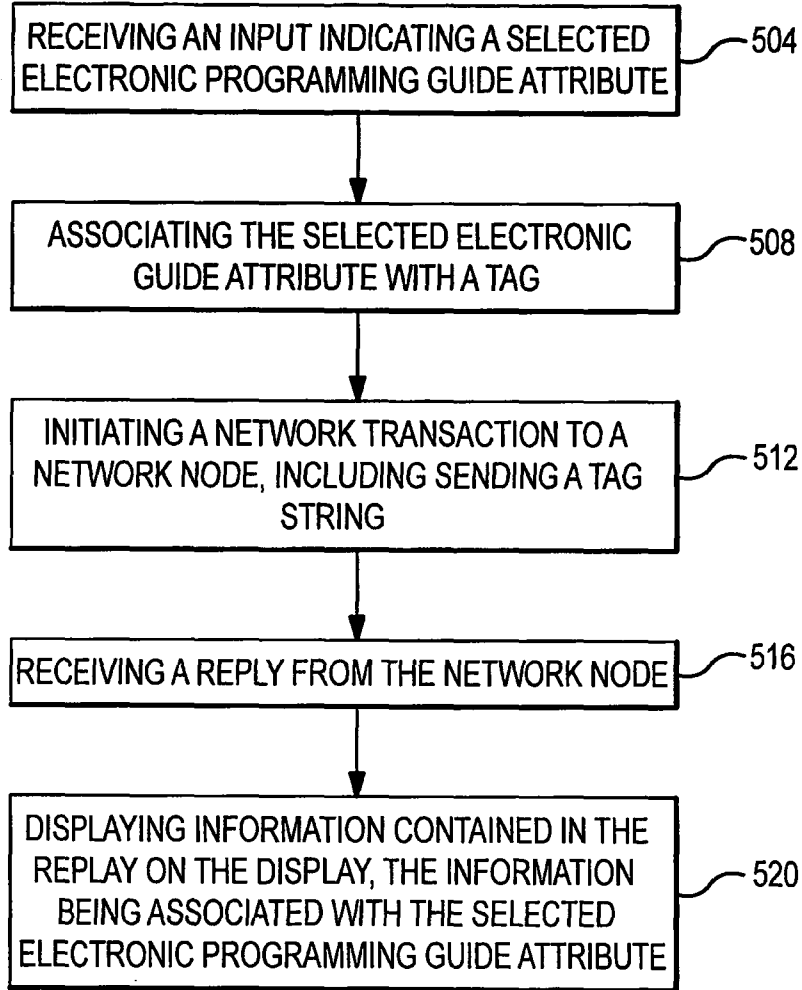 RECEIVING AN INPUT INDICATING A SELECTED
ELECTRONIC PROGRAMMING GUIDE ATTRIBUTE
504
ASSOCIATING THE SELECTED ELECTRONIC
GUIDE ATTRIBUTE WITH A TAG
508
INITIATING A NETWORK TRANSACTION TO A
NETWORK NODE, INCLUDING SENDING A TAG
STRING
512
RECEIVING A REPLY FROM THE NETWORK NODE
516
DISPLAYING INFORMATION CONTAINED IN THE
REPLAY ON THE DISPLAY, THE INFORMATION
BEING ASSOCIATED WITH THE SELECTED
ELECTRONIC PROGRAMMING GUIDE ATTRIBUTE
520